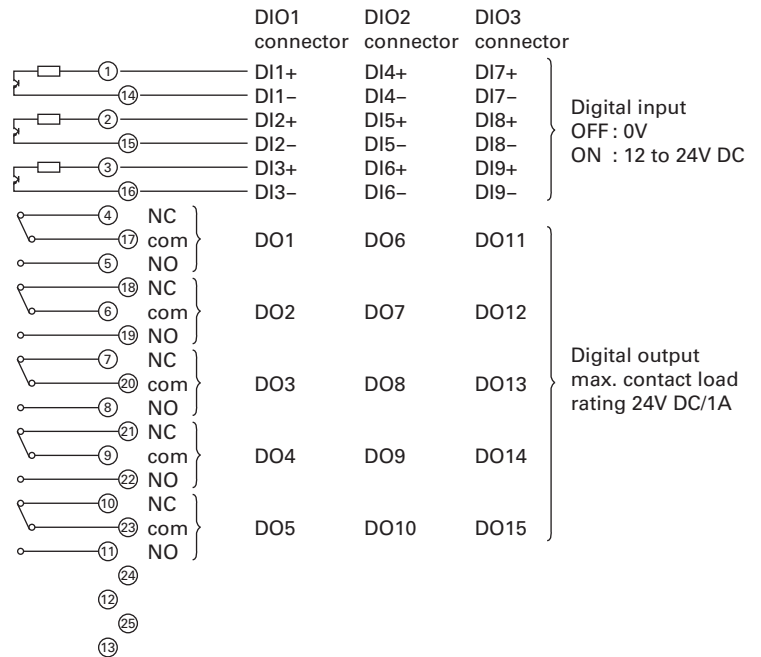 DIO1 DIO2 DIO3
connector connector connector
① DI1+ DI4+ DI7+
⑭ DI1− DI4− DI7−
② DI2+ DI5+ DI8+
⑮ DI2− DI5− DI8−
③ DI3+ DI6+ DI9+
⑯ DI3− DI6− DI9−
Digital input
OFF : 0V
ON : 12 to 24V DC
④ NC
⑰ com DO1 DO6 DO11
⑤ NO
⑱ NC
⑥ com DO2 DO7 DO12
⑲ NO
⑦ NC
⑳ com DO3 DO8 DO13
⑧ NO
㉑ NC
⑨ com DO4 DO9 DO14
㉒ NO
⑩ NC
㉓ com DO5 DO10 DO15
⑪ NO
Digital output
max. contact load
rating 24V DC/1A
㉔
⑫
㉕
⑬